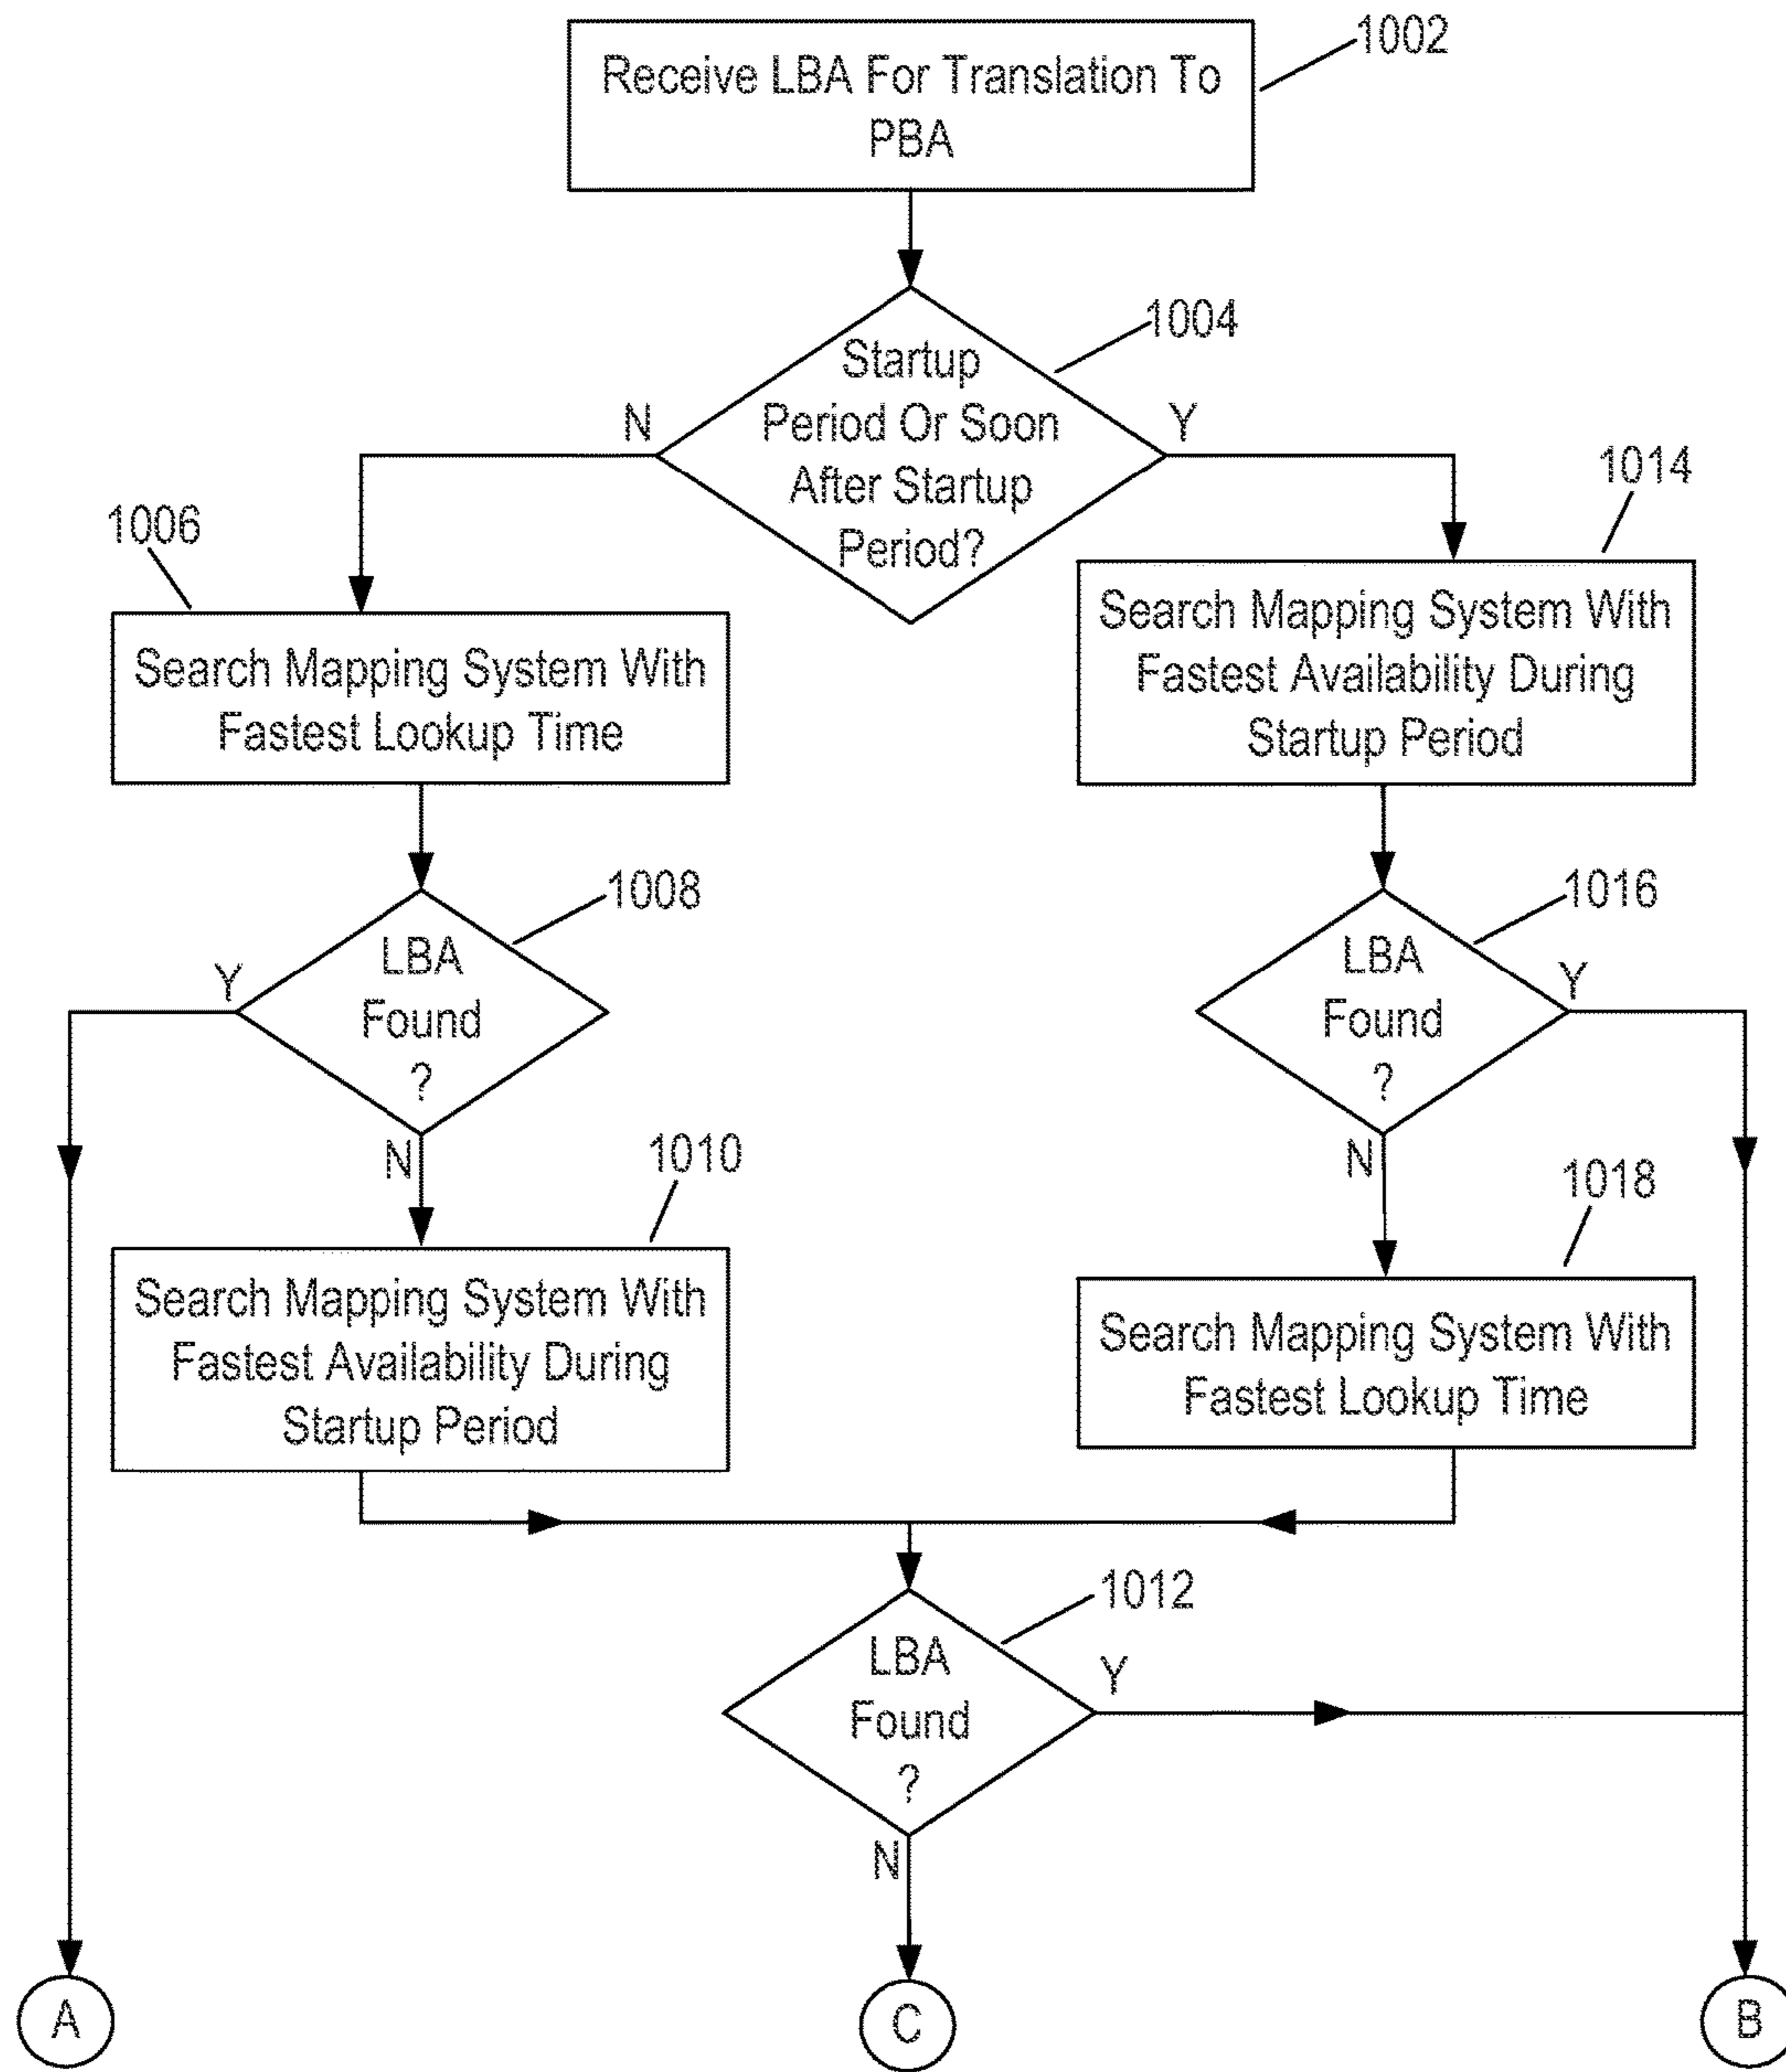 1002
Receive LBA For Translation To
PBA
1004
Startup
Period Or Soon
After Startup
Period?
N
Y
1006
Search Mapping System With
Fastest Lookup Time
1014
Search Mapping System With
Fastest Availability During
Startup Period
1008
LBA
Found
?
Y
N
1016
LBA
Found
?
Y
N
1010
Search Mapping System With
Fastest Availability During
Startup Period
1018
Search Mapping System With
Fastest Lookup Time
1012
LBA
Found
?
Y
N
A
C
B